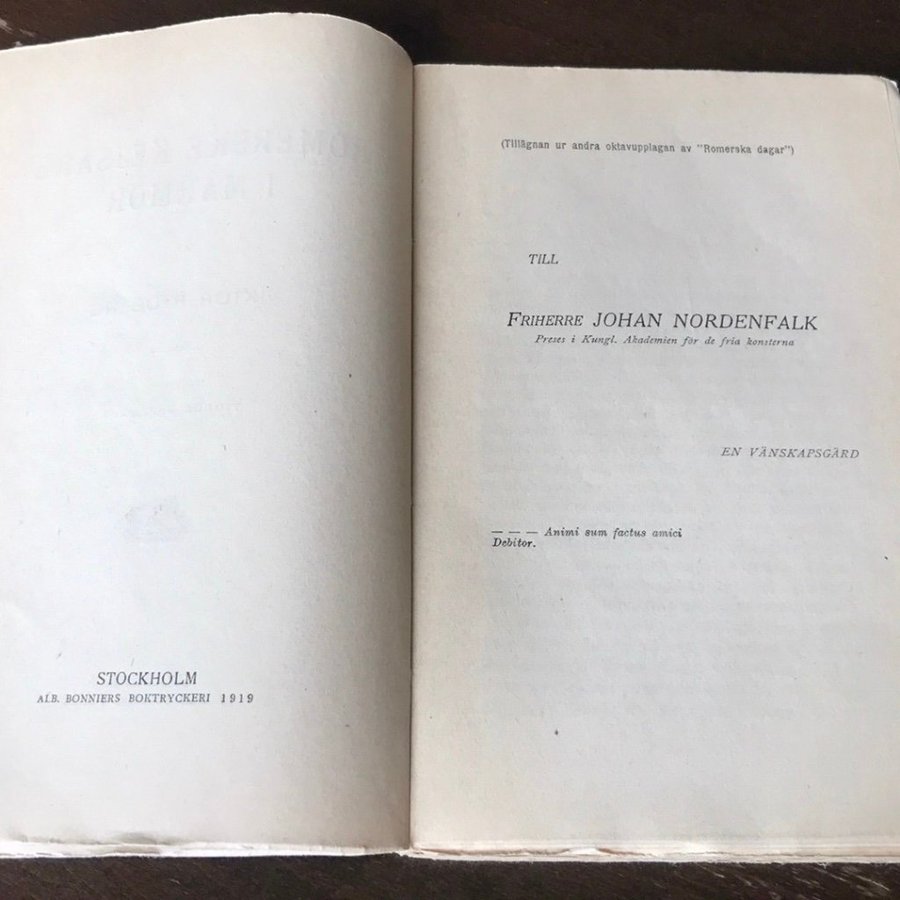 STOCKHOLM
ALB. BONNIERS BOKTRYCKERI 1919
(Tillägnan ur andra oktavupplagan av "Romerska dagar")
TILL
FRIHERRE JOHAN NORDENFALK
Preses i Kungl. Akademien för de fria konsterna
EN VÄNSKAPSGÄRD
— — — Animi sum factus amici
Debitor.